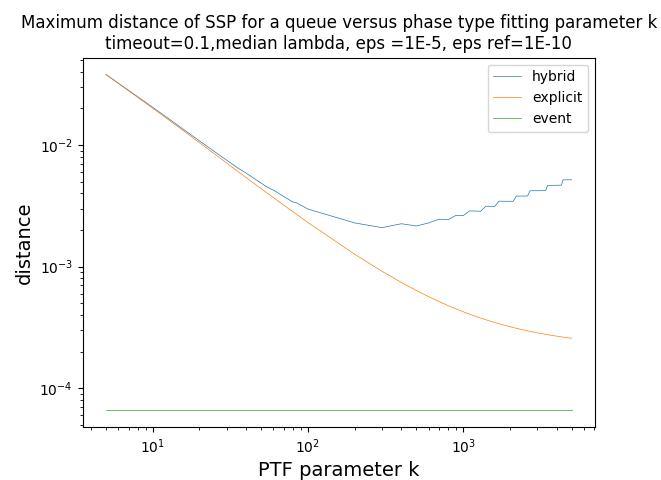 Maximum distance of SSP for a queue versus phase type fitting parameter k
timeout=0.1,median lambda, eps =1E-5, eps ref=1E-10
hybrid
explicit
event
distance
10⁻²
10⁻³
10⁻⁴
10¹ 10² 10³
PTF parameter k